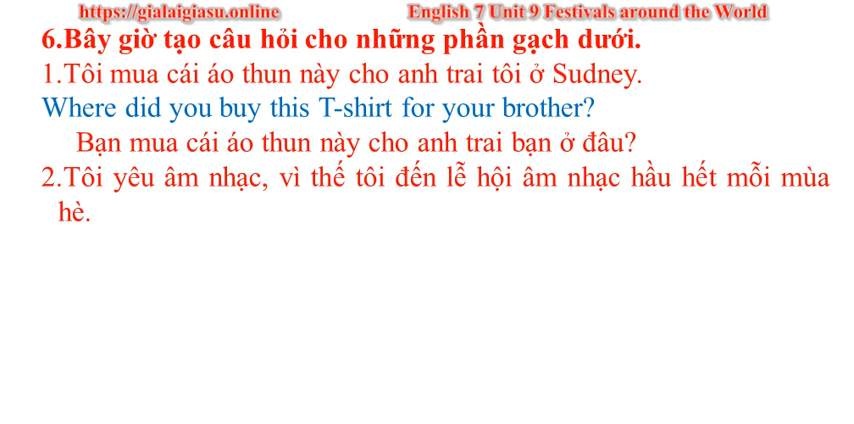 https://gialaigiasu.online English 7 Unit 9 Festivals around the World
6.Bây giờ tạo câu hỏi cho những phần gạch dưới.
1.Tôi mua cái áo thun này cho anh trai tôi ở Sudney.
Where did you buy this T-shirt for your brother?
Bạn mua cái áo thun này cho anh trai bạn ở đâu?
2.Tôi yêu âm nhạc, vì thế tôi đến lễ hội âm nhạc hầu hết mỗi mùa
hè.